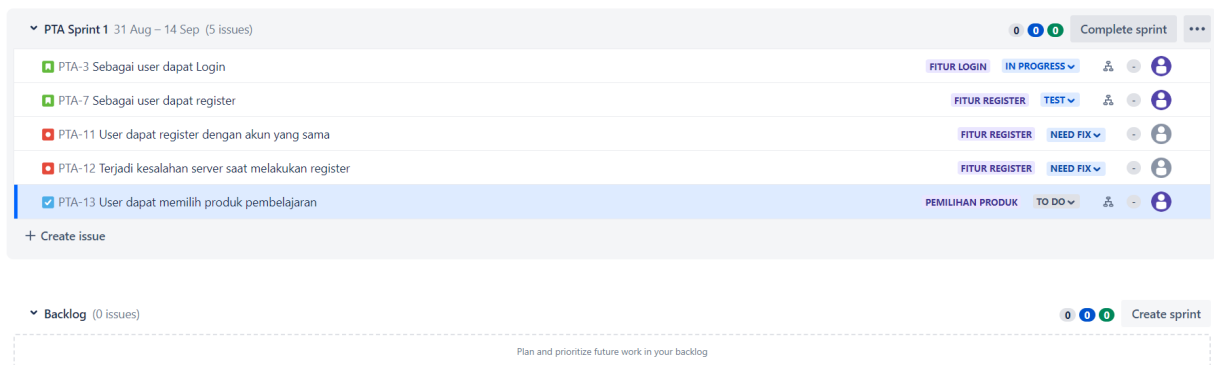 PTA Sprint 1 31 Aug – 14 Sep (5 issues) 0 0 0 Complete sprint
PTA-3 Sebagai user dapat Login FITUR LOGIN IN PROGRESS -
PTA-7 Sebagai user dapat register FITUR REGISTER TEST -
PTA-11 User dapat register dengan akun yang sama FITUR REGISTER NEED FIX -
PTA-12 Terjadi kesalahan server saat melakukan register FITUR REGISTER NEED FIX -
PTA-13 User dapat memilih produk pembelajaran PEMILIHAN PRODUK TO DO -
+ Create issue
Backlog (0 issues) 0 0 0 Create sprint
Plan and prioritize future work in your backlog